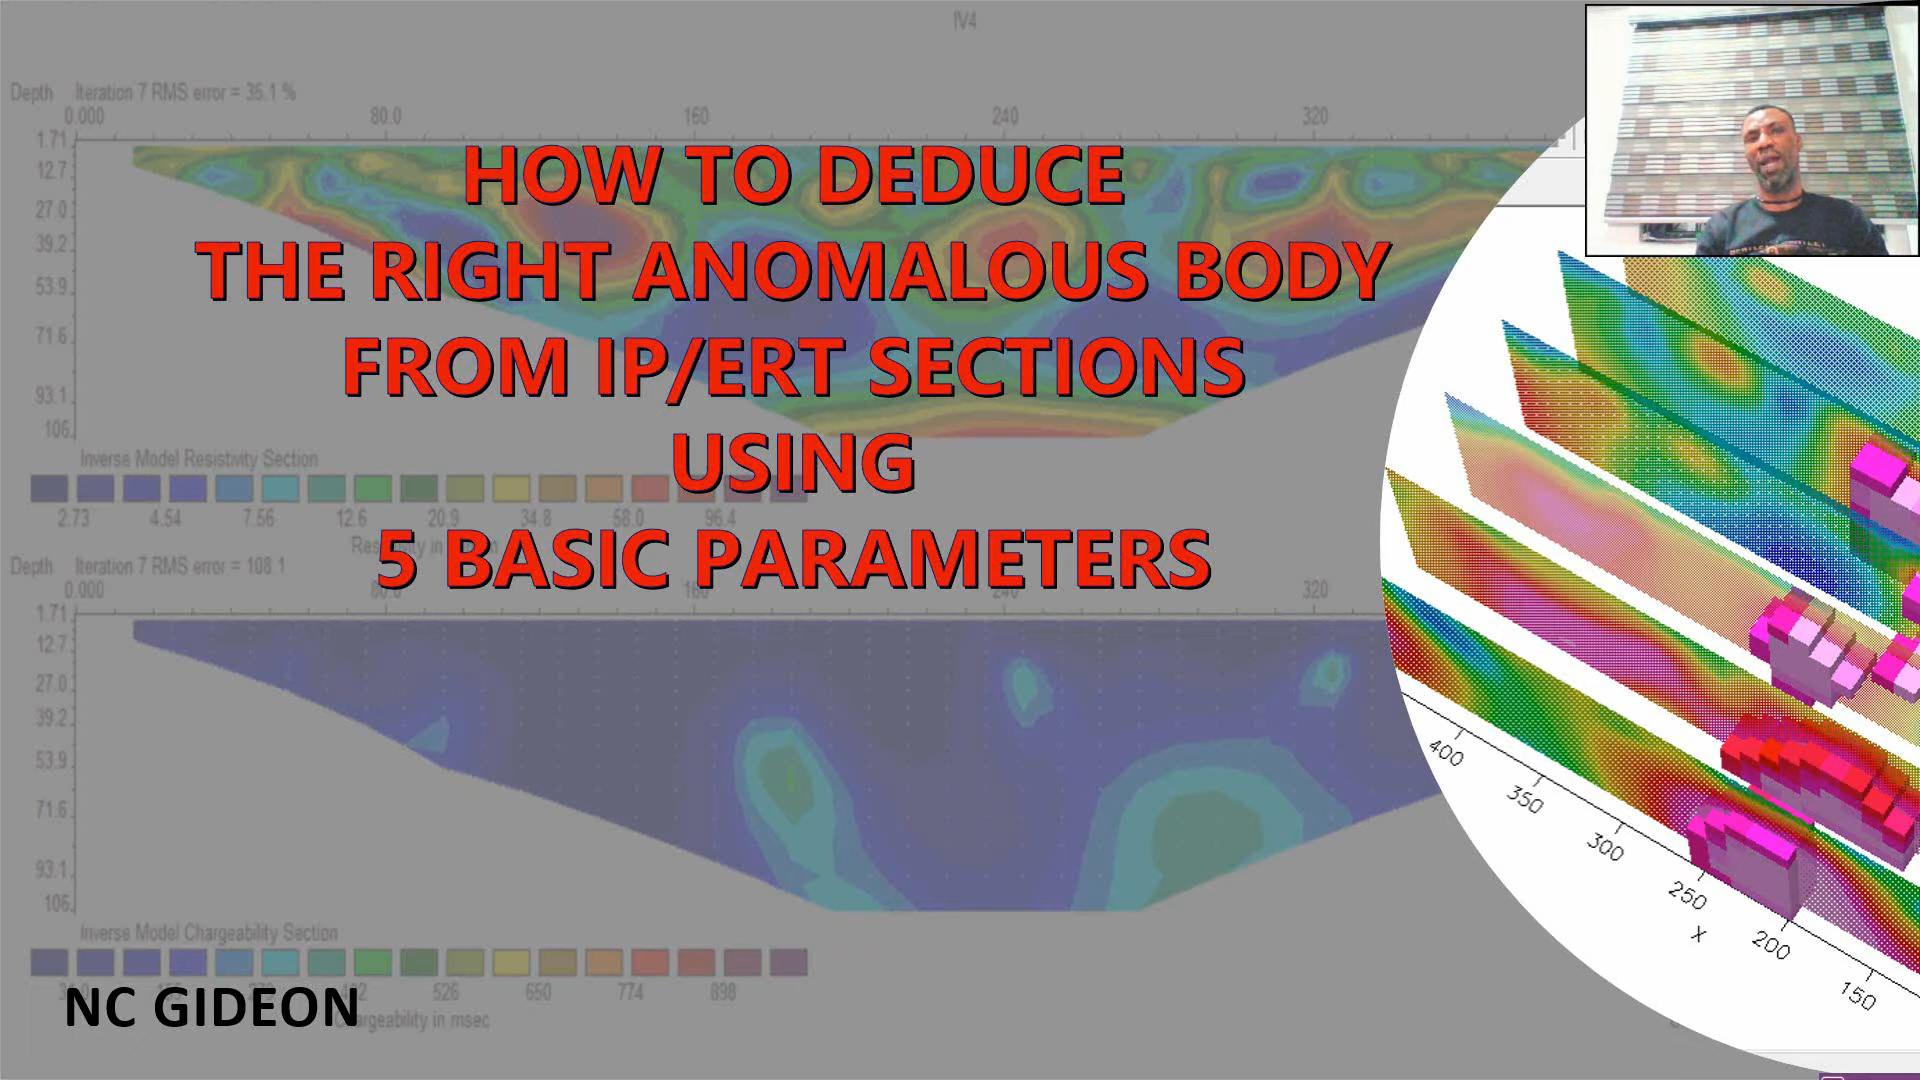 IV4
Depth Iteration 7 RMS error = 35.1 %
0.000 80.0 160 240 320
1.71
12.7
27.0
39.2
53.9
71.6
93.1
106
HOW TO DEDUCE
THE RIGHT ANOMALOUS BODY
FROM IP/ERT SECTIONS
USING
5 BASIC PARAMETERS
Inverse Model Resistivity Section
2.73 4.54 7.56 12.6 20.9 34.8 58.0 96.4
Depth Iteration 7 RMS error = 108.1
0.000 160 240 320
1.71
12.7
27.0
39.2
53.9
71.6
93.1
106
Inverse Model Chargeability Section
526 650 774 898
Chargeability in msec
NC GIDEON
400
350
300
250
X
200
150